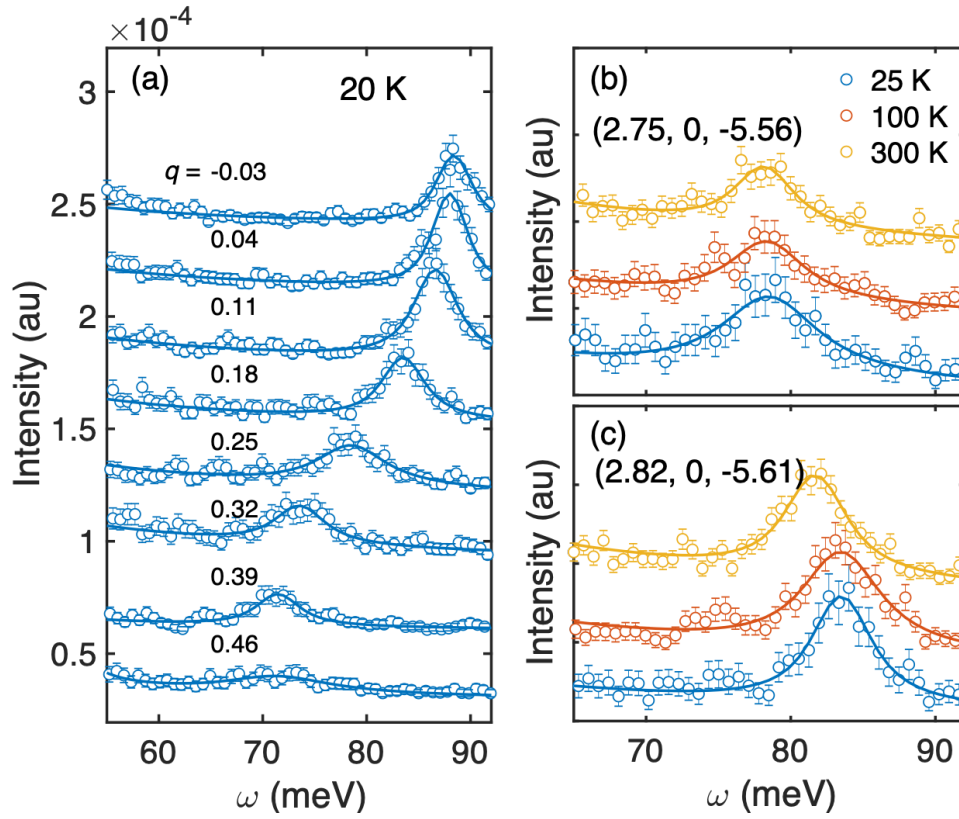 ×10⁻⁴
(a)
20 K
q = -0.03
0.04
0.11
0.18
0.25
0.32
0.39
0.46
3
2.5
2
1.5
1
0.5
Intensity (au)
60 70 80 90
ω (meV)
(b)
25 K
100 K
300 K
(2.75, 0, -5.56)
Intensity (au)
(c)
(2.82, 0, -5.61)
Intensity (au)
70 80 90
ω (meV)